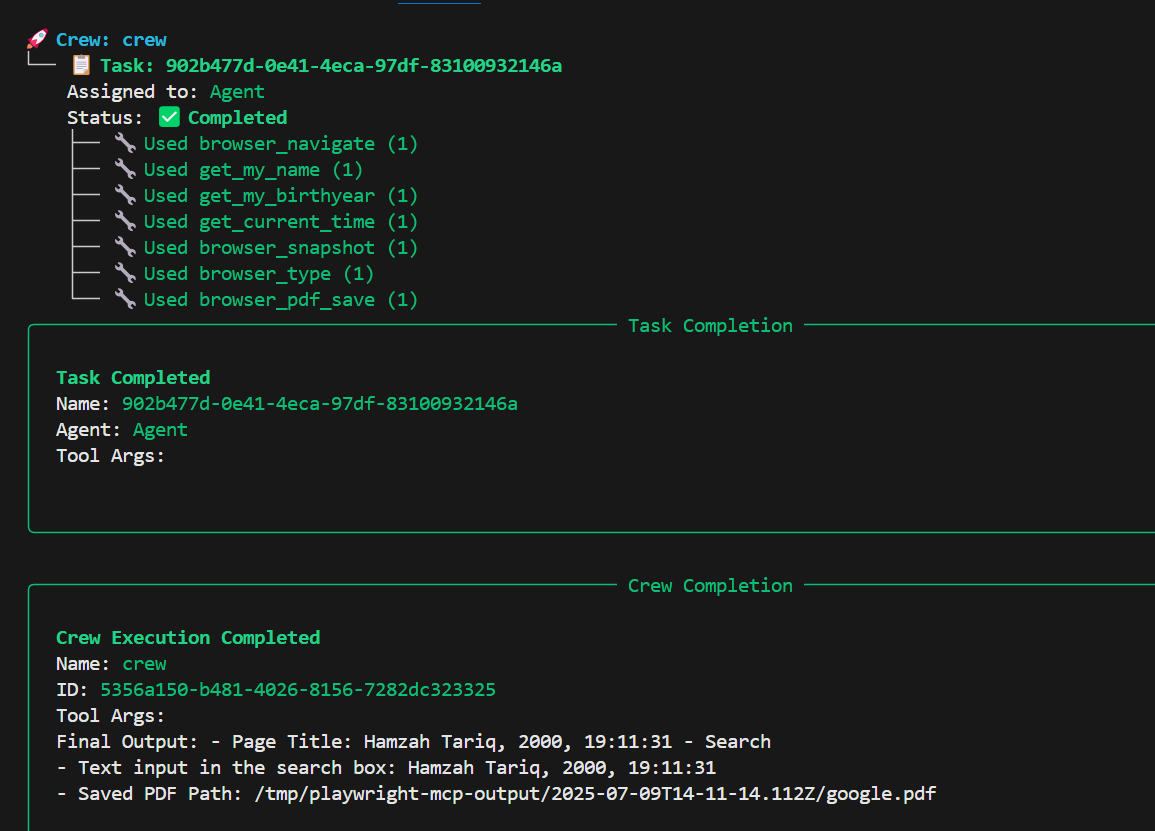 Crew: crew
Task: 902b477d-0e41-4eca-97df-83100932146a
Assigned to: Agent
Status: Completed
Used browser_navigate (1)
Used get_my_name (1)
Used get_my_birthyear (1)
Used get_current_time (1)
Used browser_snapshot (1)
Used browser_type (1)
Used browser_pdf_save (1)
Task Completion
Task Completed
Name: 902b477d-0e41-4eca-97df-83100932146a
Agent: Agent
Tool Args:
Crew Completion
Crew Execution Completed
Name: crew
ID: 5356a150-b481-4026-8156-7282dc323325
Tool Args:
Final Output: - Page Title: Hamzah Tariq, 2000, 19:11:31 - Search
- Text input in the search box: Hamzah Tariq, 2000, 19:11:31
- Saved PDF Path: /tmp/playwright-mcp-output/2025-07-09T14-11-14.112Z/google.pdf